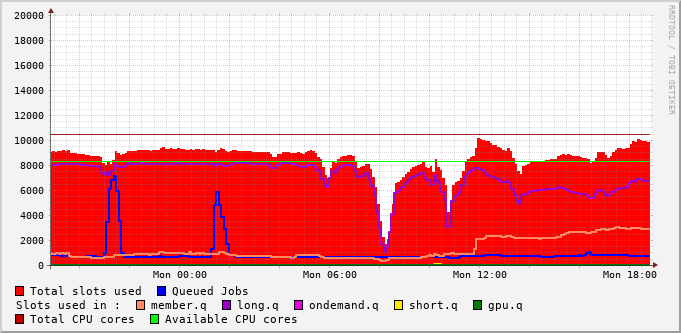 RRDTOOL / TOBI OETIKER
20000
18000
16000
14000
12000
10000
8000
6000
4000
2000
0
Mon 00:00 Mon 06:00 Mon 12:00 Mon 18:00
Total slots used Queued Jobs
Slots used in : member.q long.q ondemand.q short.q gpu.q
Total CPU cores Available CPU cores